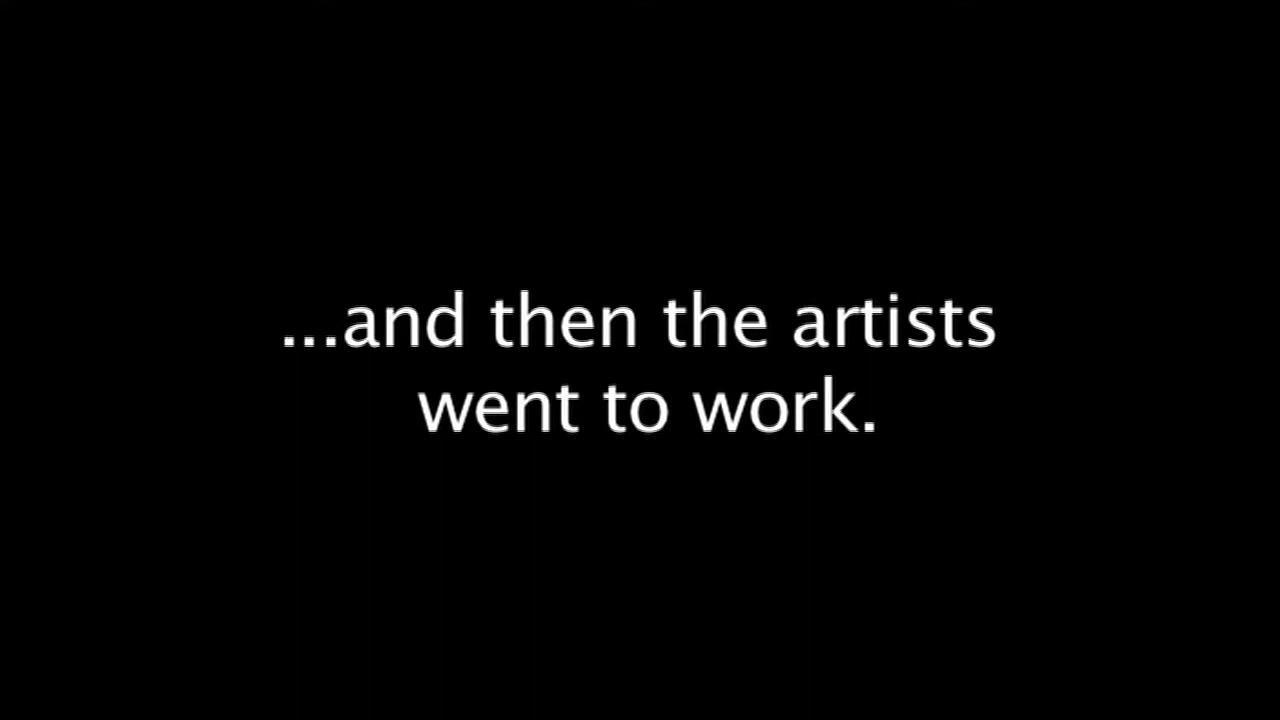 ...and then the artists
went to work.